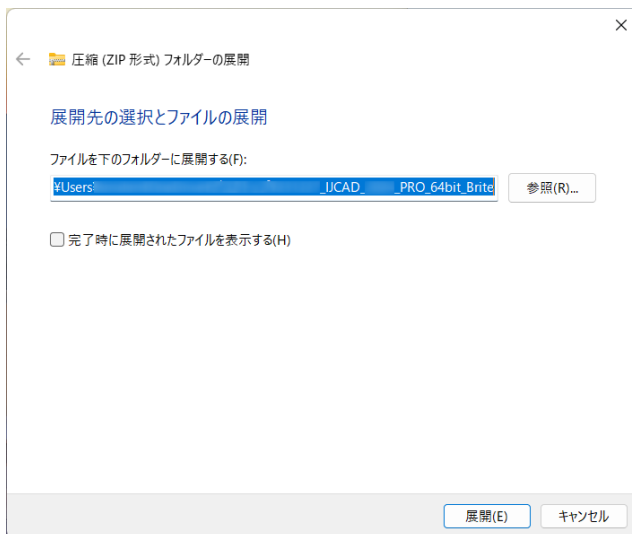 圧縮 (ZIP 形式) フォルダーの展開
展開先の選択とファイルの展開
ファイルを下のフォルダーに展開する(F):
¥Users _IJCAD_ _PRO_64bit_Brite
参照(R)...
完了時に展開されたファイルを表示する(H)
展開(E)
キャンセル